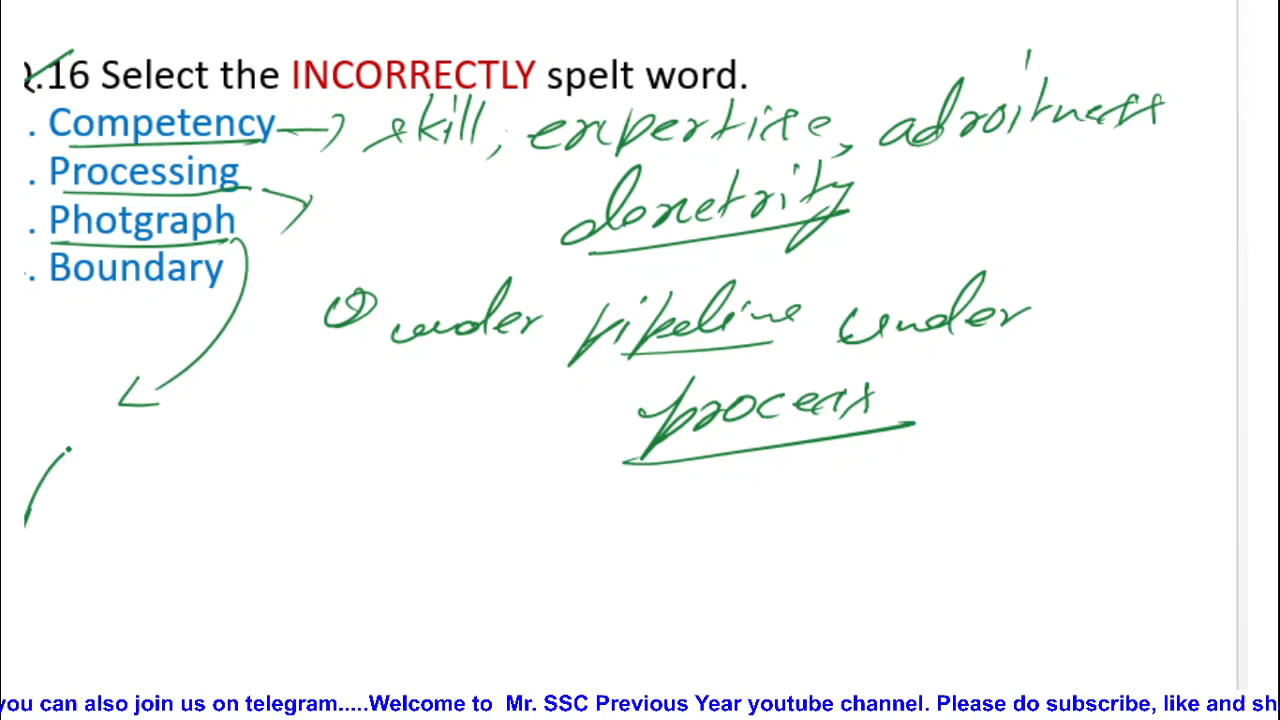 Q.16 Select the INCORRECTLY spelt word.
. Competency → skill, expertise, adroitness
. Processing → dexetrity
. Photgraph
. Boundary
under pipeline under
process
you can also join us on telegram.....Welcome to Mr. SSC Previous Year youtube channel. Please do subscribe, like and sh